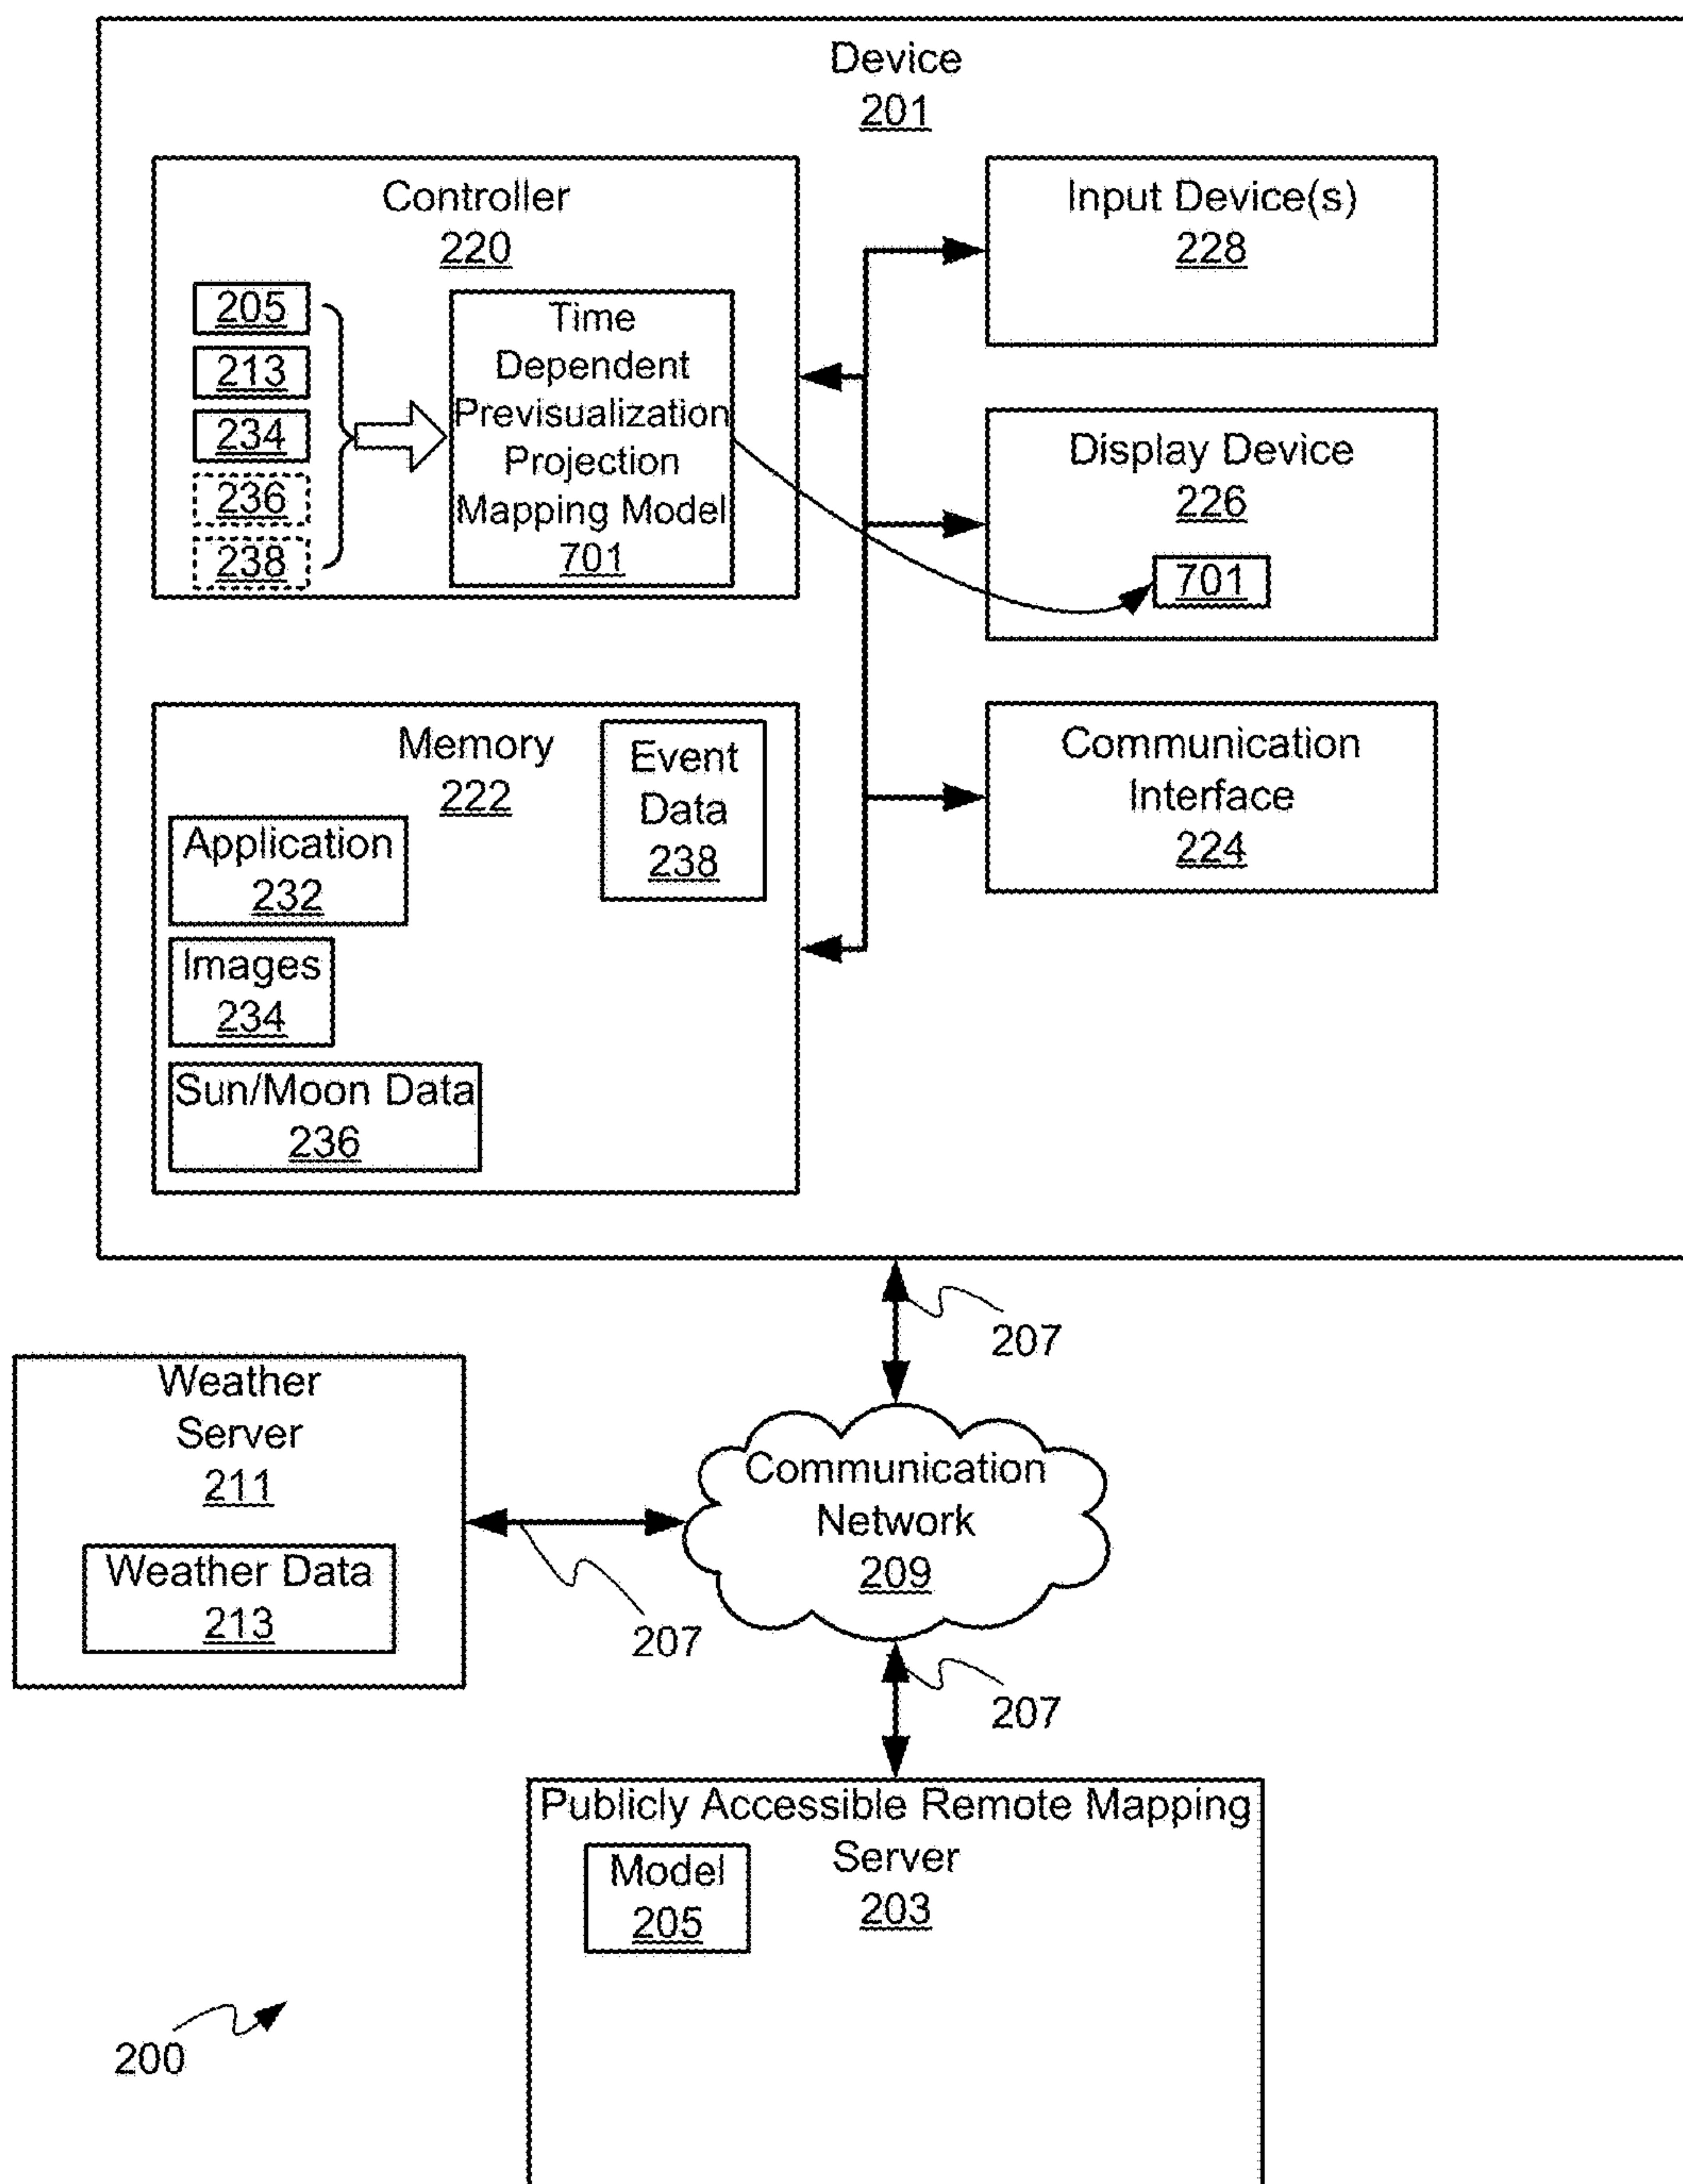 Device
201
Controller
220
205
213
234
236
238
Time
Dependent
Previsualization
Projection
Mapping Model
701
Input Device(s)
228
Display Device
226
701
Memory
222
Event
Data
238
Application
232
Images
234
Sun/Moon Data
236
Communication
Interface
224
207
Weather
Server
211
Weather Data
213
207
Communication
Network
209
207
Publicly Accessible Remote Mapping
Server
203
Model
205
200